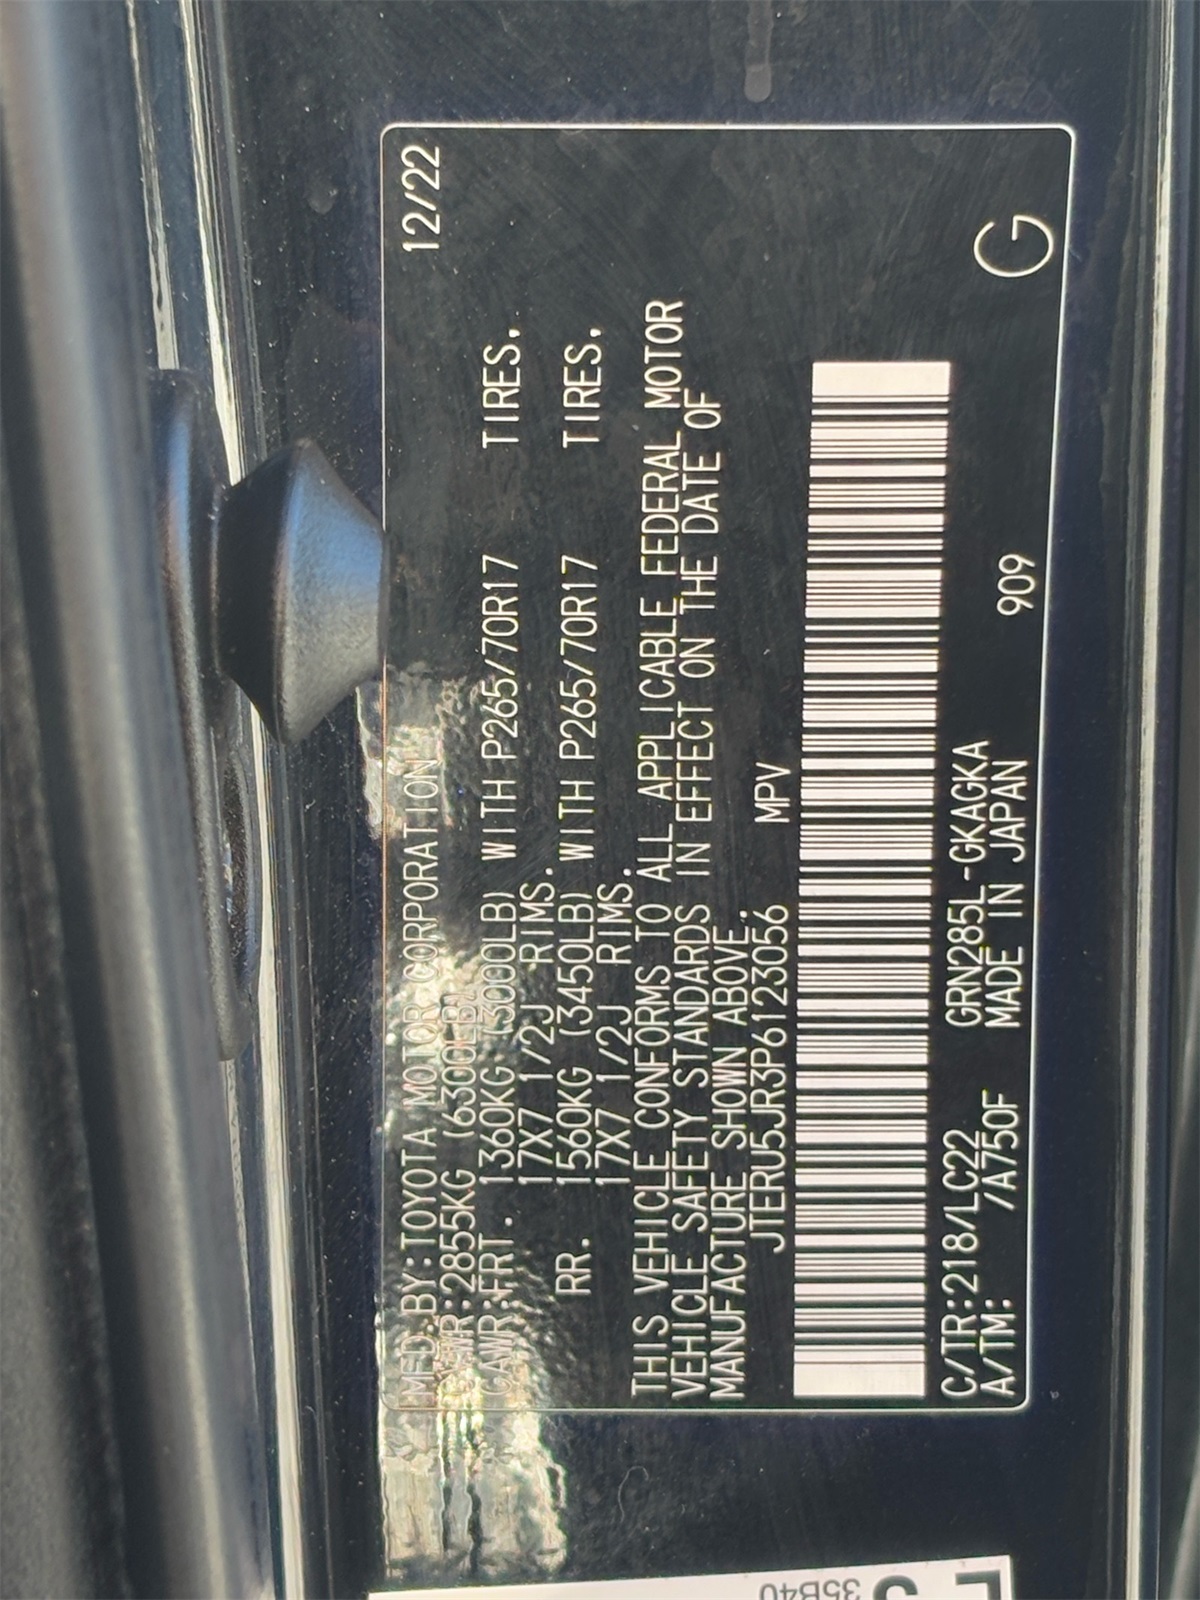 MFD.BY:TOYOTA MOTOR CORPORATION 12/22
GVWR:2855KG (6300LB)
GAWR:FRT. 1360KG (3000LB) WITH P265/70R17 TIRES,
17X7 1/2J RIMS.
RR. 1560KG (3450LB) WITH P265/70R17 TIRES,
17X7 1/2J RIMS.
THIS VEHICLE CONFORMS TO ALL APPLICABLE FEDERAL MOTOR
VEHICLE SAFETY STANDARDS IN EFFECT ON THE DATE OF
MANUFACTURE SHOWN ABOVE.
JTERU5JR3P6123056 MPV
C/TR:218/LC22 GRN285L-GKAGKA
A/TM: /A750F MADE IN JAPAN 909
G
35B40